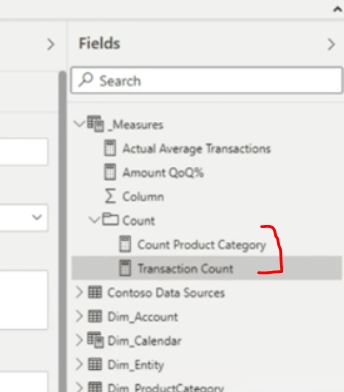 Fields
Search
_Measures
Actual Average Transactions
Amount QoQ%
Column
Count
Count Product Category
Transaction Count
Contoso Data Sources
Dim_Account
Dim_Calendar
Dim_Entity
Dim_ProductCategory